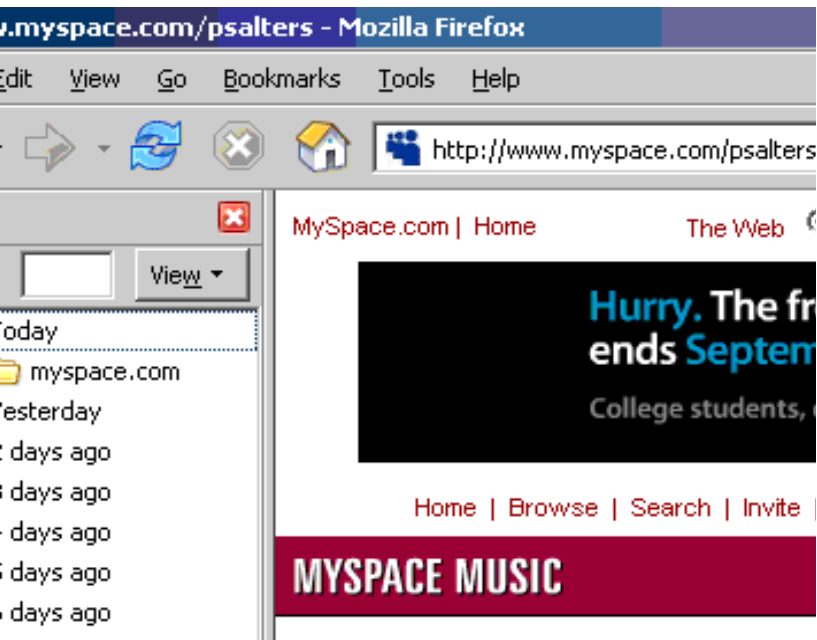 w.myspace.com/psalters - Mozilla Firefox
Edit View Go Bookmarks Tools Help
http://www.myspace.com/psalters
MySpace.com | Home The Web
View
Hurry. The fr
Today
ends Septem
myspace.com
College students,
Yesterday
2 days ago
3 days ago
Home | Browse | Search | Invite |
4 days ago
5 days ago
MYSPACE MUSIC
6 days ago